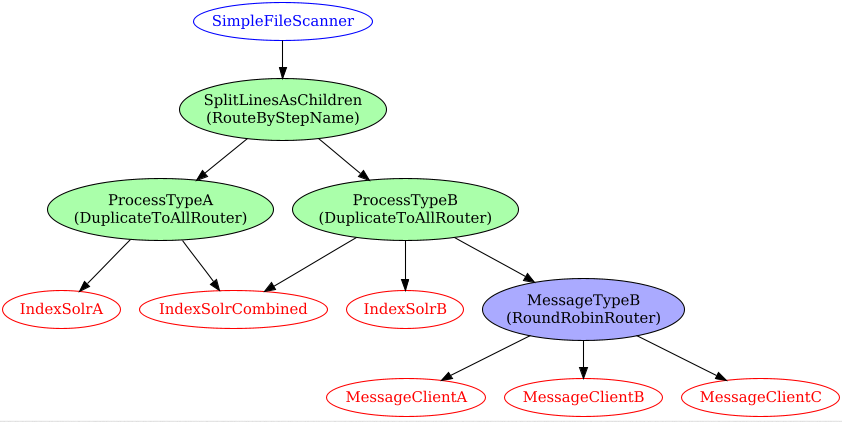 SimpleFileScanner
SplitLinesAsChildren
(RouteByStepName)
ProcessTypeA
(DuplicateToAllRouter)
ProcessTypeB
(DuplicateToAllRouter)
IndexSolrA
IndexSolrCombined
IndexSolrB
MessageTypeB
(RoundRobinRouter)
MessageClientA
MessageClientB
MessageClientC